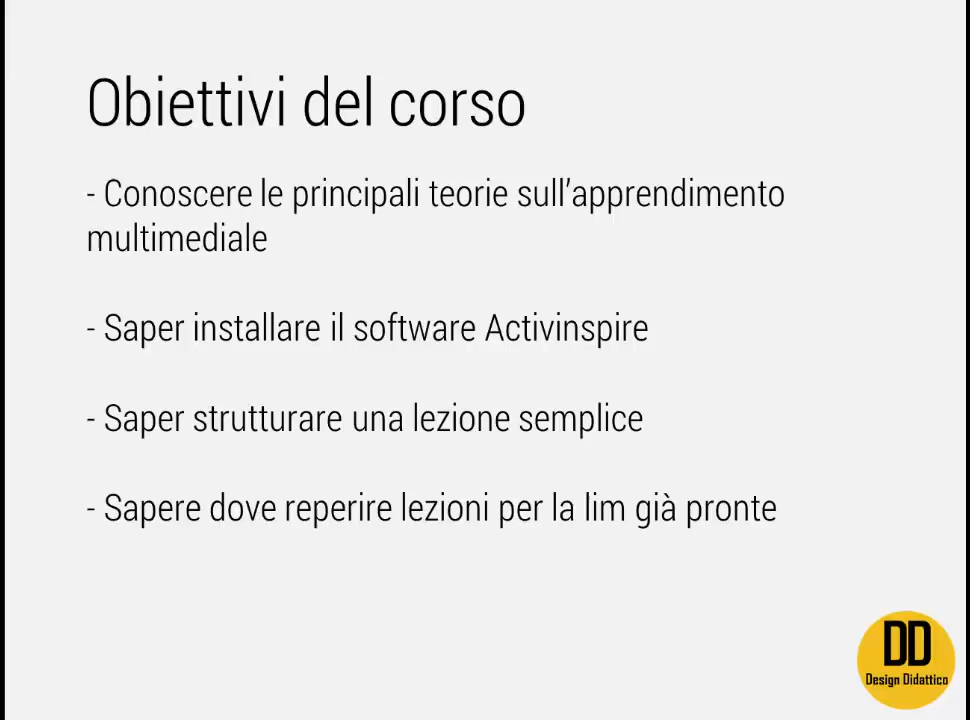 Obiettivi del corso
- Conoscere le principali teorie sull'apprendimento
multimediale
- Saper installare il software Activinspire
- Saper strutturare una lezione semplice
- Sapere dove reperire lezioni per la lim già pronte
DD
Design Didattico